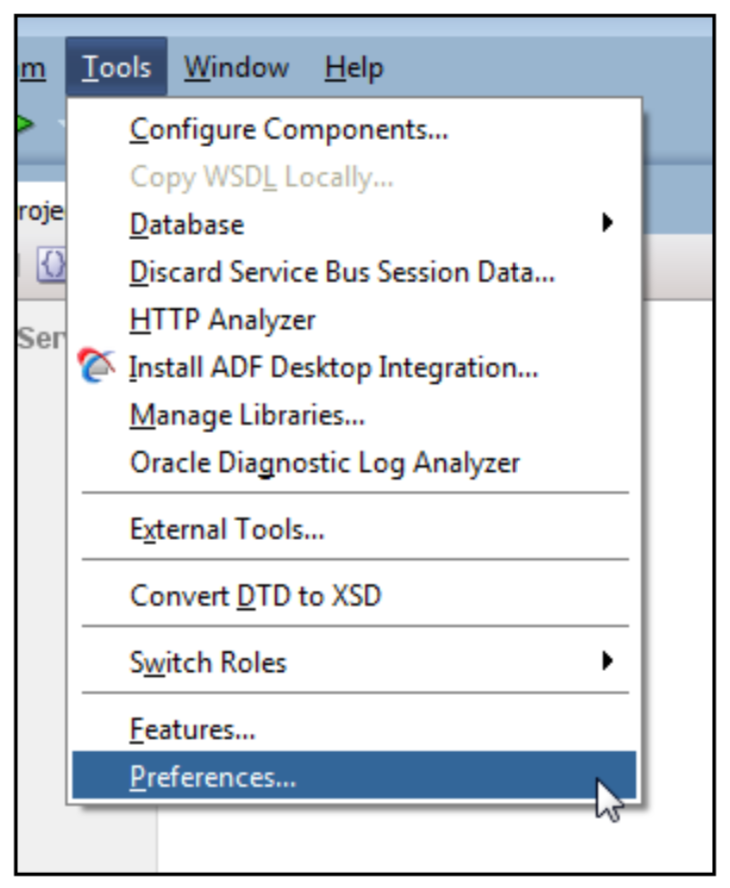 m Tools Window Help
Configure Components...
Copy WSDL Locally...
roje
Database
Discard Service Bus Session Data...
HTTP Analyzer
Ser
Install ADF Desktop Integration...
Manage Libraries...
Oracle Diagnostic Log Analyzer
External Tools...
Convert DTD to XSD
Switch Roles
Features...
Preferences...